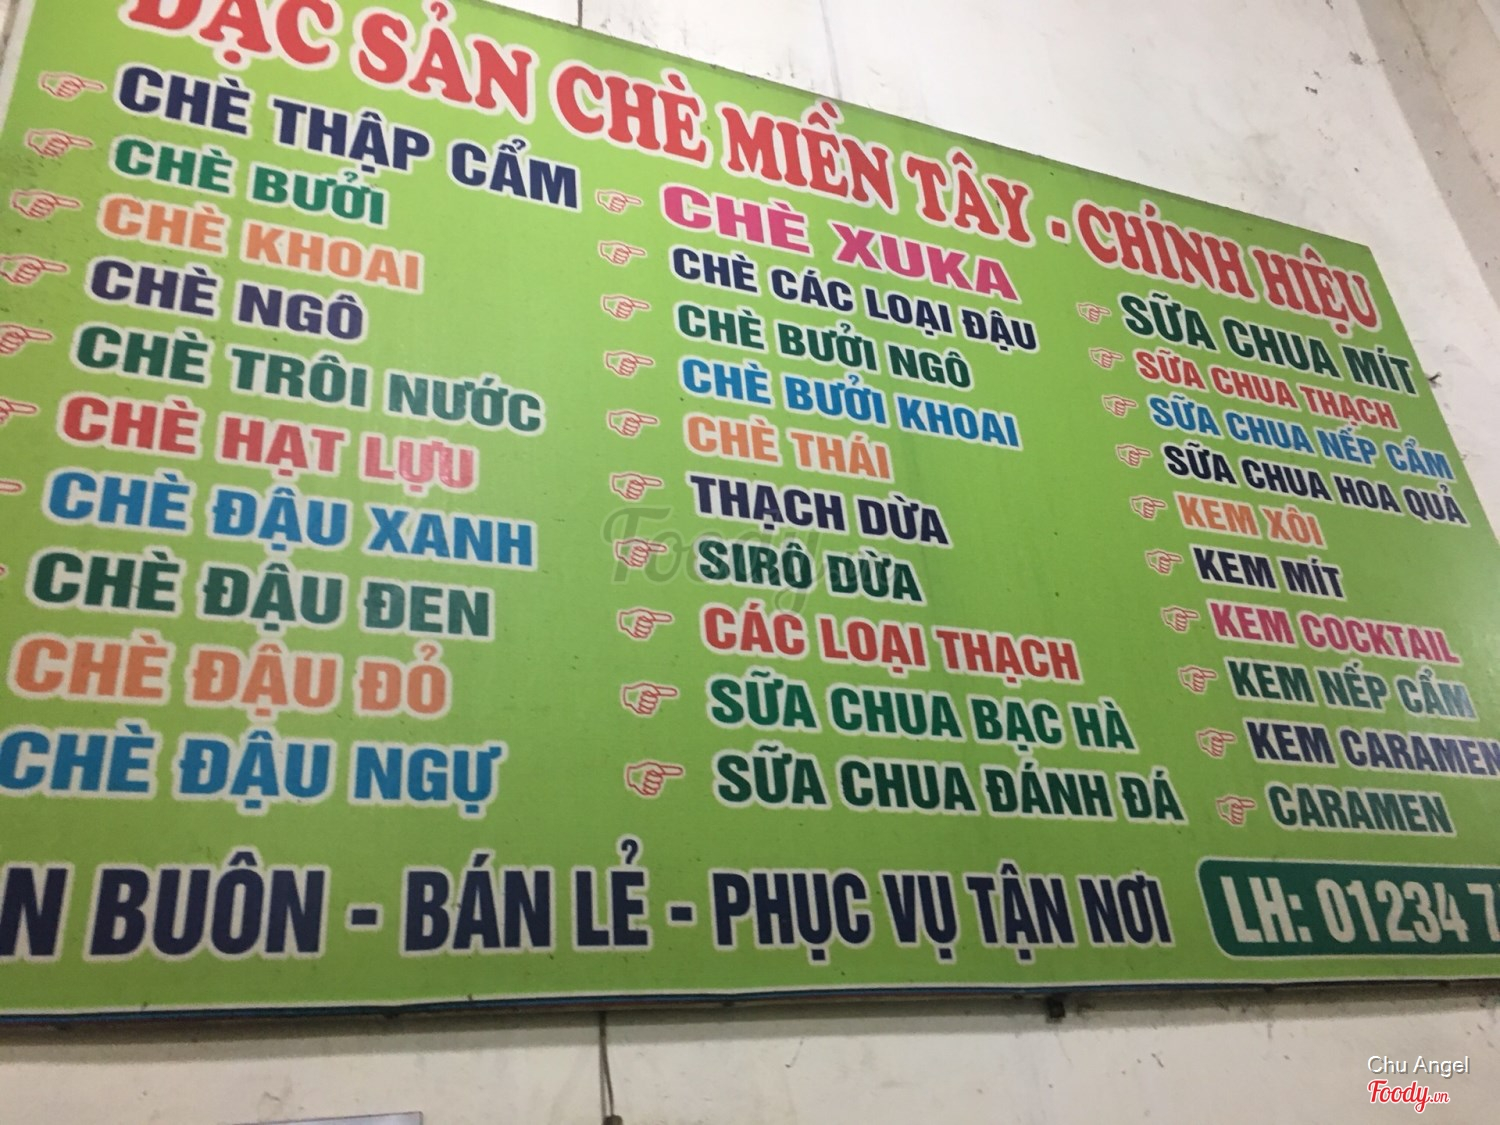 ĐẶC SẢN CHÈ MIỀN TÂY - CHÍNH HIỆU
CHÈ THẬP CẨM
CHÈ BƯỞI
CHÈ KHOAI
CHÈ NGÔ
CHÈ TRÔI NƯỚC
CHÈ HẠT LỰU
CHÈ ĐẬU XANH
CHÈ ĐẬU ĐEN
CHÈ ĐẬU ĐỎ
CHÈ ĐẬU NGỰ
CHÈ XUKA
CHÈ CÁC LOẠI ĐẬU
CHÈ BƯỞI NGÔ
CHÈ BƯỞI KHOAI
CHÈ THÁI
THẠCH DỪA
SIRÔ DỪA
CÁC LOẠI THẠCH
SỮA CHUA BẠC HÀ
SỮA CHUA ĐÁNH ĐÁ
SỮA CHUA MÍT
SỮA CHUA THẠCH
SỮA CHUA NẾP CẨM
SỮA CHUA HOA QUẢ
KEM XÔI
KEM MÍT
KEM COCKTAIL
KEM NẾP CẨM
KEM CARAMEN
CARAMEN
N BUÔN - BÁN LẺ - PHỤC VỤ TẬN NƠI
LH: 01234 7
Foody.vn
Chu Angel
Foody.vn